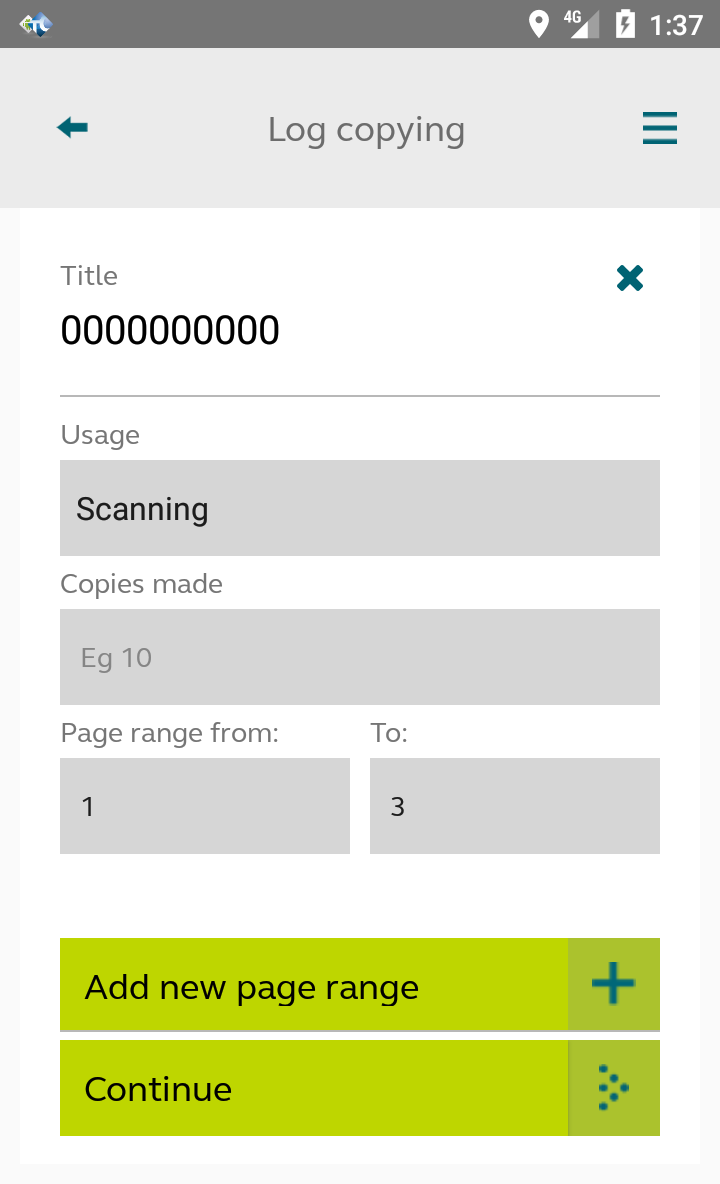 4G 1:37
Log copying
Title
0000000000
Usage
Scanning
Copies made
Eg 10
Page range from: To:
1 3
Add new page range
Continue